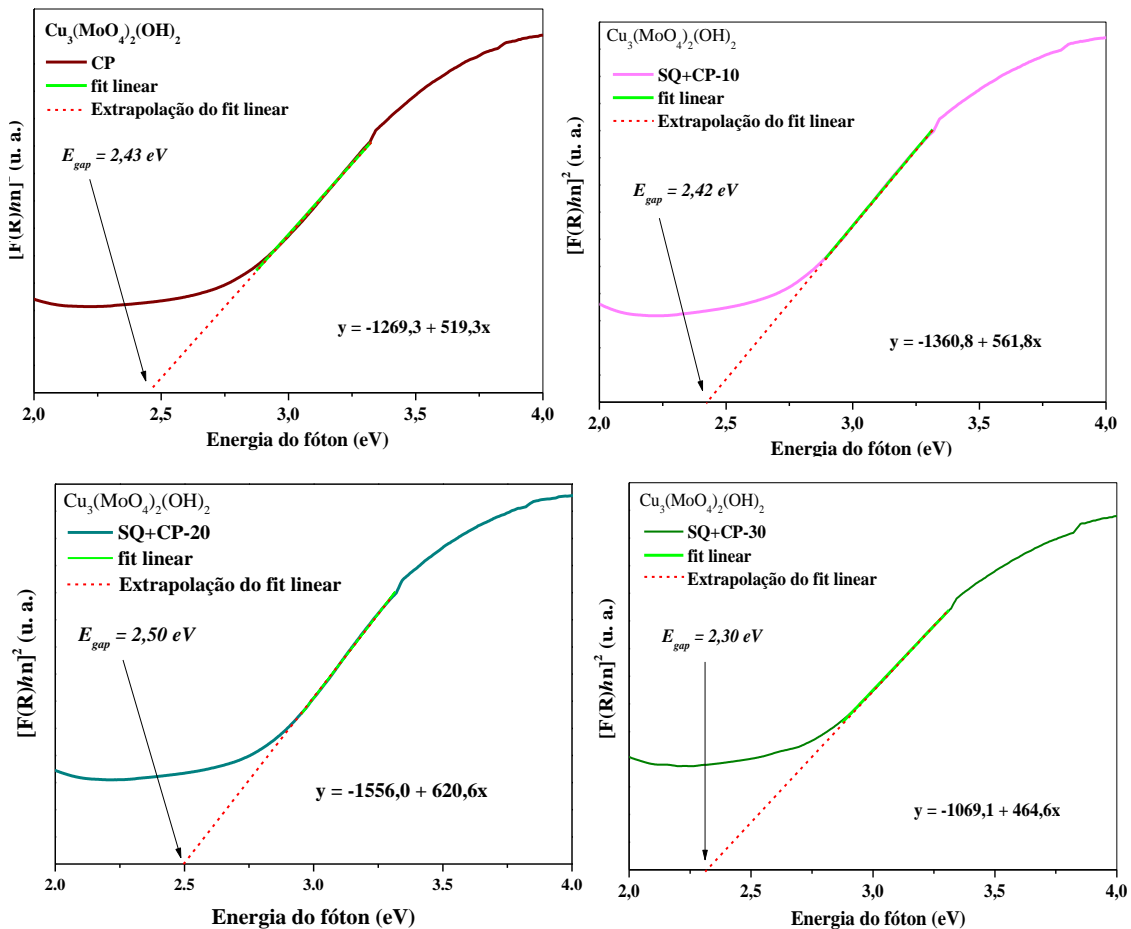 Cu3(MoO4)2(OH)2
CP
fit linear
Extrapolação do fit linear
Egap = 2,43 eV
[F(R)hn] (u. a.)
y = -1269,3 + 519,3x
2,0 2,5 3,0 3,5 4,0
Energia do fóton (eV)
Cu3(MoO4)2(OH)2
SQ+CP-10
fit linear
Extrapolação do fit linear
Egap = 2,42 eV
[F(R)hn]2 (u. a.)
y = -1360,8 + 561,8x
2,0 2,5 3,0 3,5 4,0
Energia do fóton (eV)
Cu3(MoO4)2(OH)2
SQ+CP-20
fit linear
Extrapolação do fit linear
Egap = 2,50 eV
[F(R)hn]2 (u. a.)
y = -1556,0 + 620,6x
2.0 2.5 3.0 3.5 4.0
Energia do fóton (eV)
Cu3(MoO4)2(OH)2
SQ+CP-30
fit linear
Extrapolação do fit linear
Egap = 2,30 eV
[F(R)hn]2 (u. a.)
y = -1069,1 + 464,6x
2,0 2,5 3,0 3,5 4,0
Energia do fóton (eV)